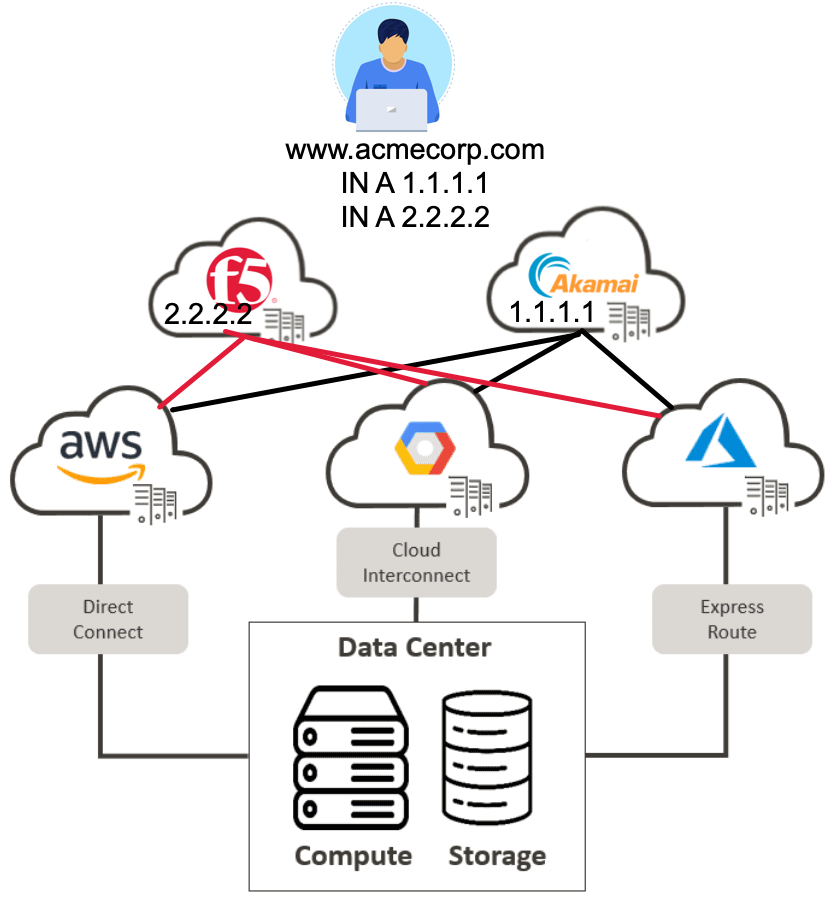 www.acmecorp.com
IN A 1.1.1.1
IN A 2.2.2.2
f5
2.2.2.2
Akamai
1.1.1.1
aws
Cloud
Interconnect
Direct
Connect
Express
Route
Data Center
Compute
Storage